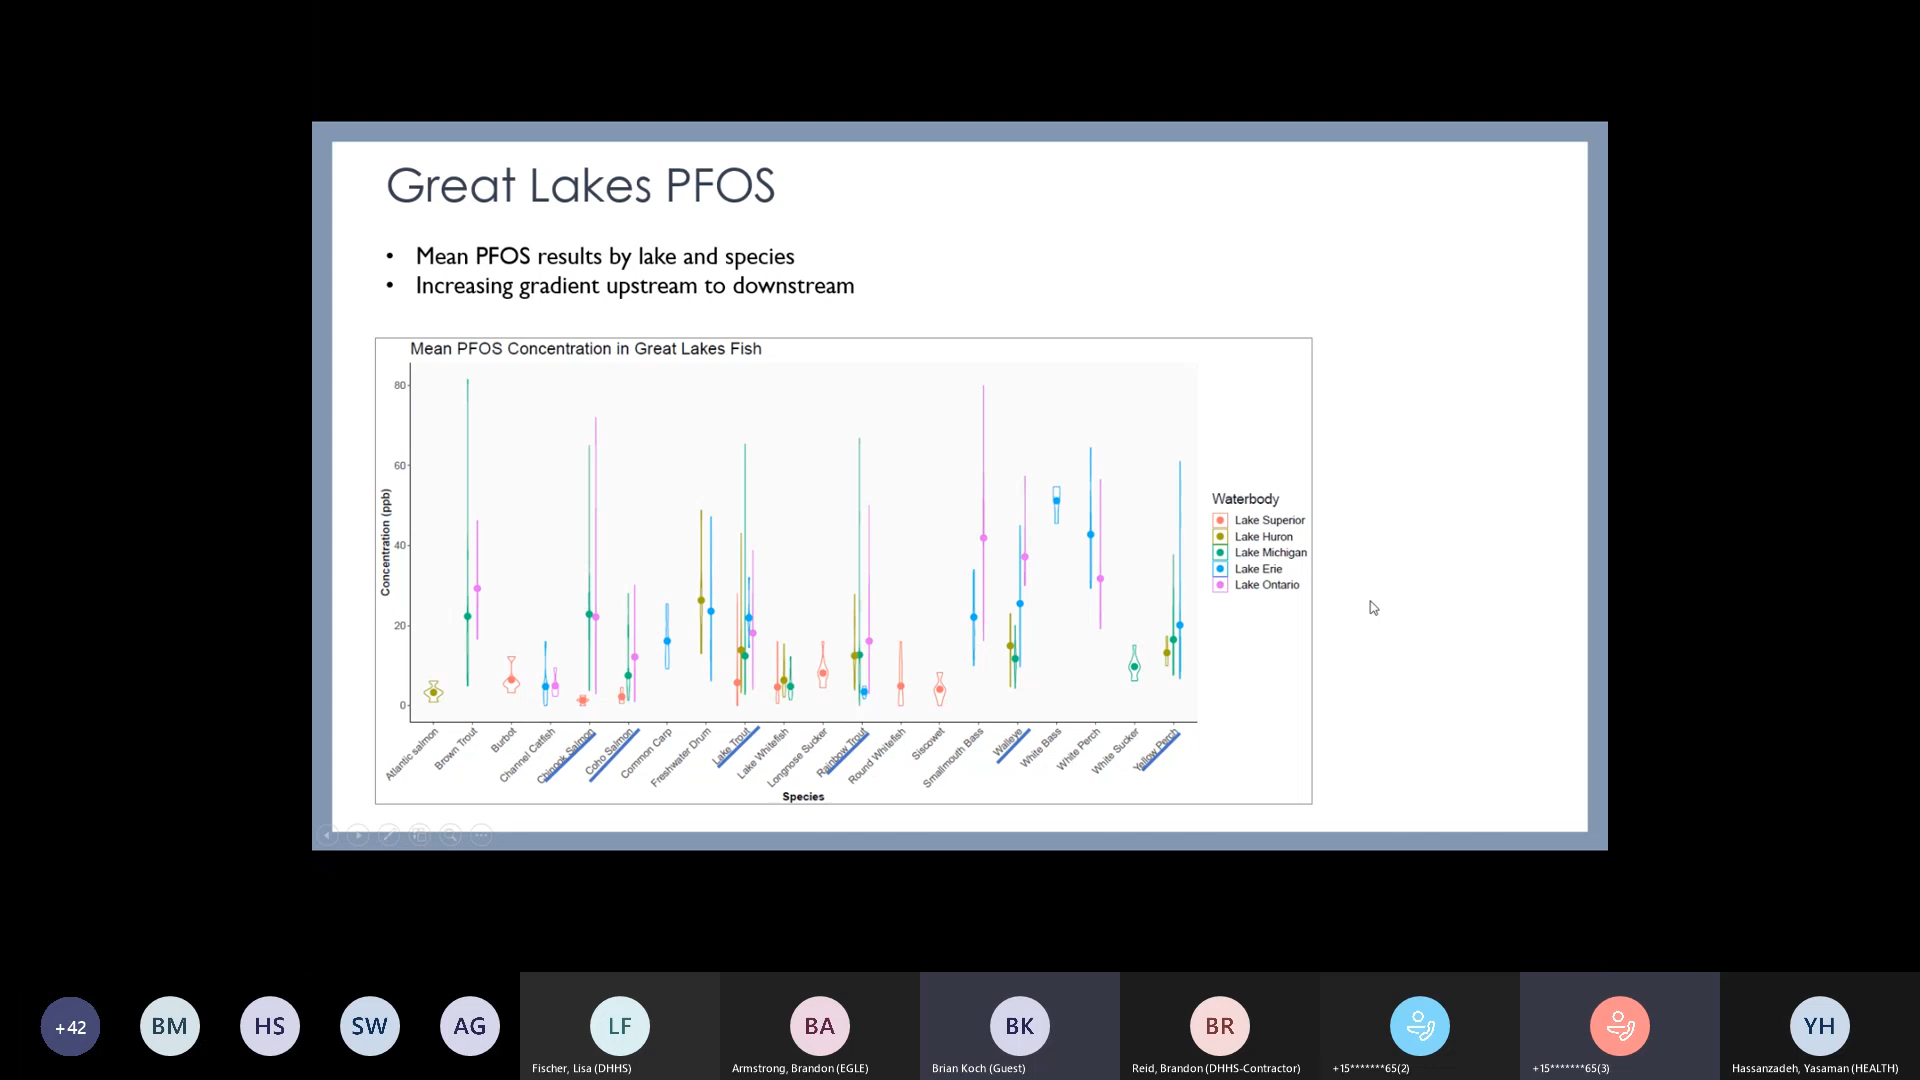 Great Lakes PFOS
• Mean PFOS results by lake and species
• Increasing gradient upstream to downstream
Mean PFOS Concentration in Great Lakes Fish
Concentration (ppb)
80
60
40
20
0
Atlantic salmon
Brown Trout
Burbot
Channel Catfish
Chinook Salmon
Coho Salmon
Common Carp
Freshwater Drum
Lake Trout
Lake Whitefish
Longnose Sucker
Rainbow Trout
Round Whitefish
Siscowet
Smallmouth Bass
Walleye
White Bass
White Perch
White Sucker
Yellow Perch
Species
Waterbody
Lake Superior
Lake Huron
Lake Michigan
Lake Erie
Lake Ontario
+42
BM
HS
SW
AG
LF
BA
BK
BR
YH
Fischer, Lisa (DHHS)
Armstrong, Brandon (EGLE)
Brian Koch (Guest)
Reid, Brandon (DHHS-Contractor)
+15*******65(2)
+15*******65(3)
Hassanzadeh, Yasaman (HEALTH)